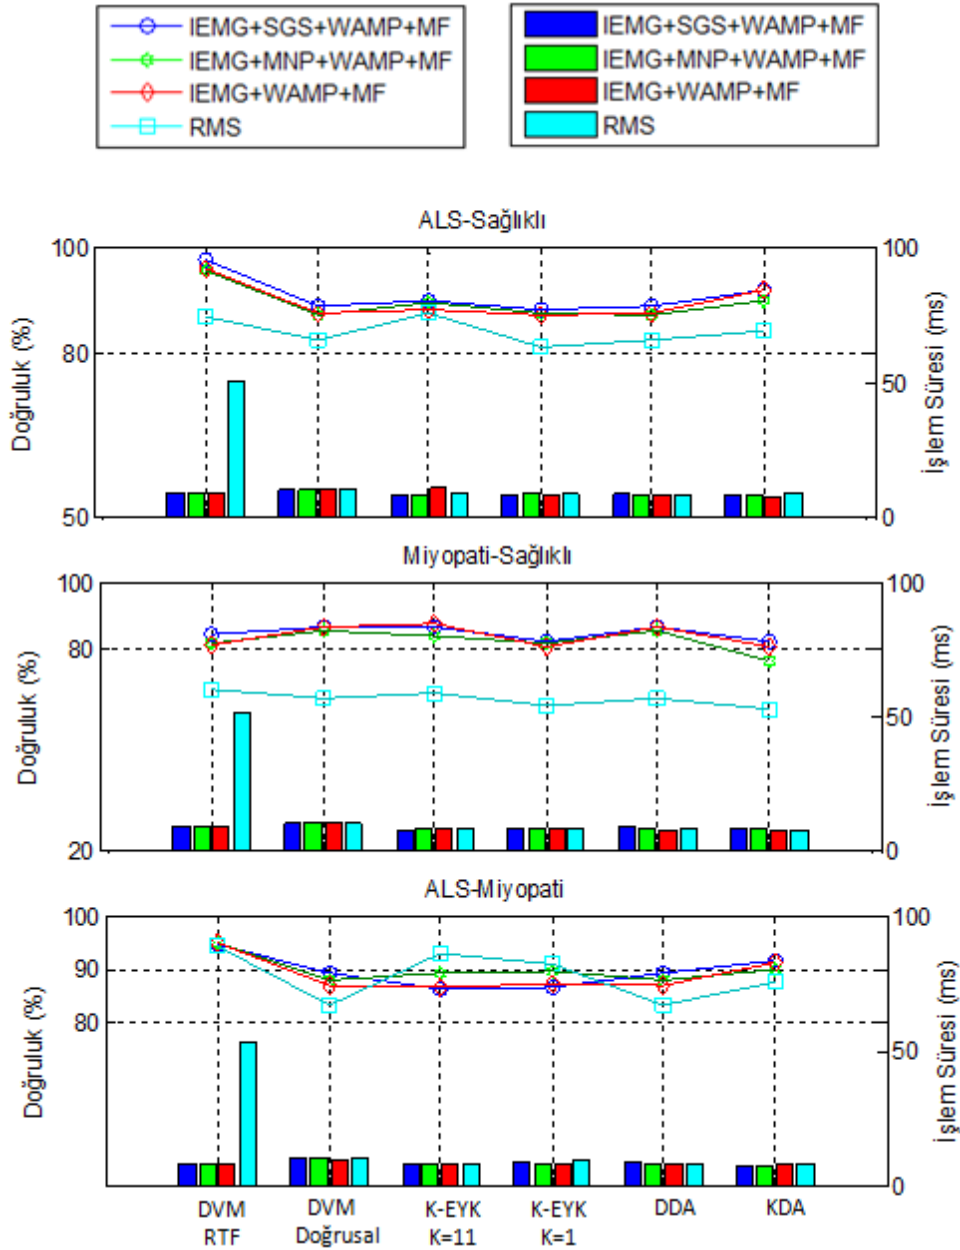 IEMG+SGS+WAMP+MF
IEMG+MNP+WAMP+MF
IEMG+WAMP+MF
RMS
IEMG+SGS+WAMP+MF
IEMG+MNP+WAMP+MF
IEMG+WAMP+MF
RMS
ALS-Sağlıklı
100
80
50
Doğruluk (%)
100
50
0
İşlem Süresi (ms)
Miyopati-Sağlıklı
100
80
20
Doğruluk (%)
100
50
0
İşlem Süresi (ms)
ALS-Miyopati
100
90
80
Doğruluk (%)
100
50
0
İşlem Süresi (ms)
DVM RTF
DVM Doğrusal
K-EYK K=11
K-EYK K=1
DDA
KDA